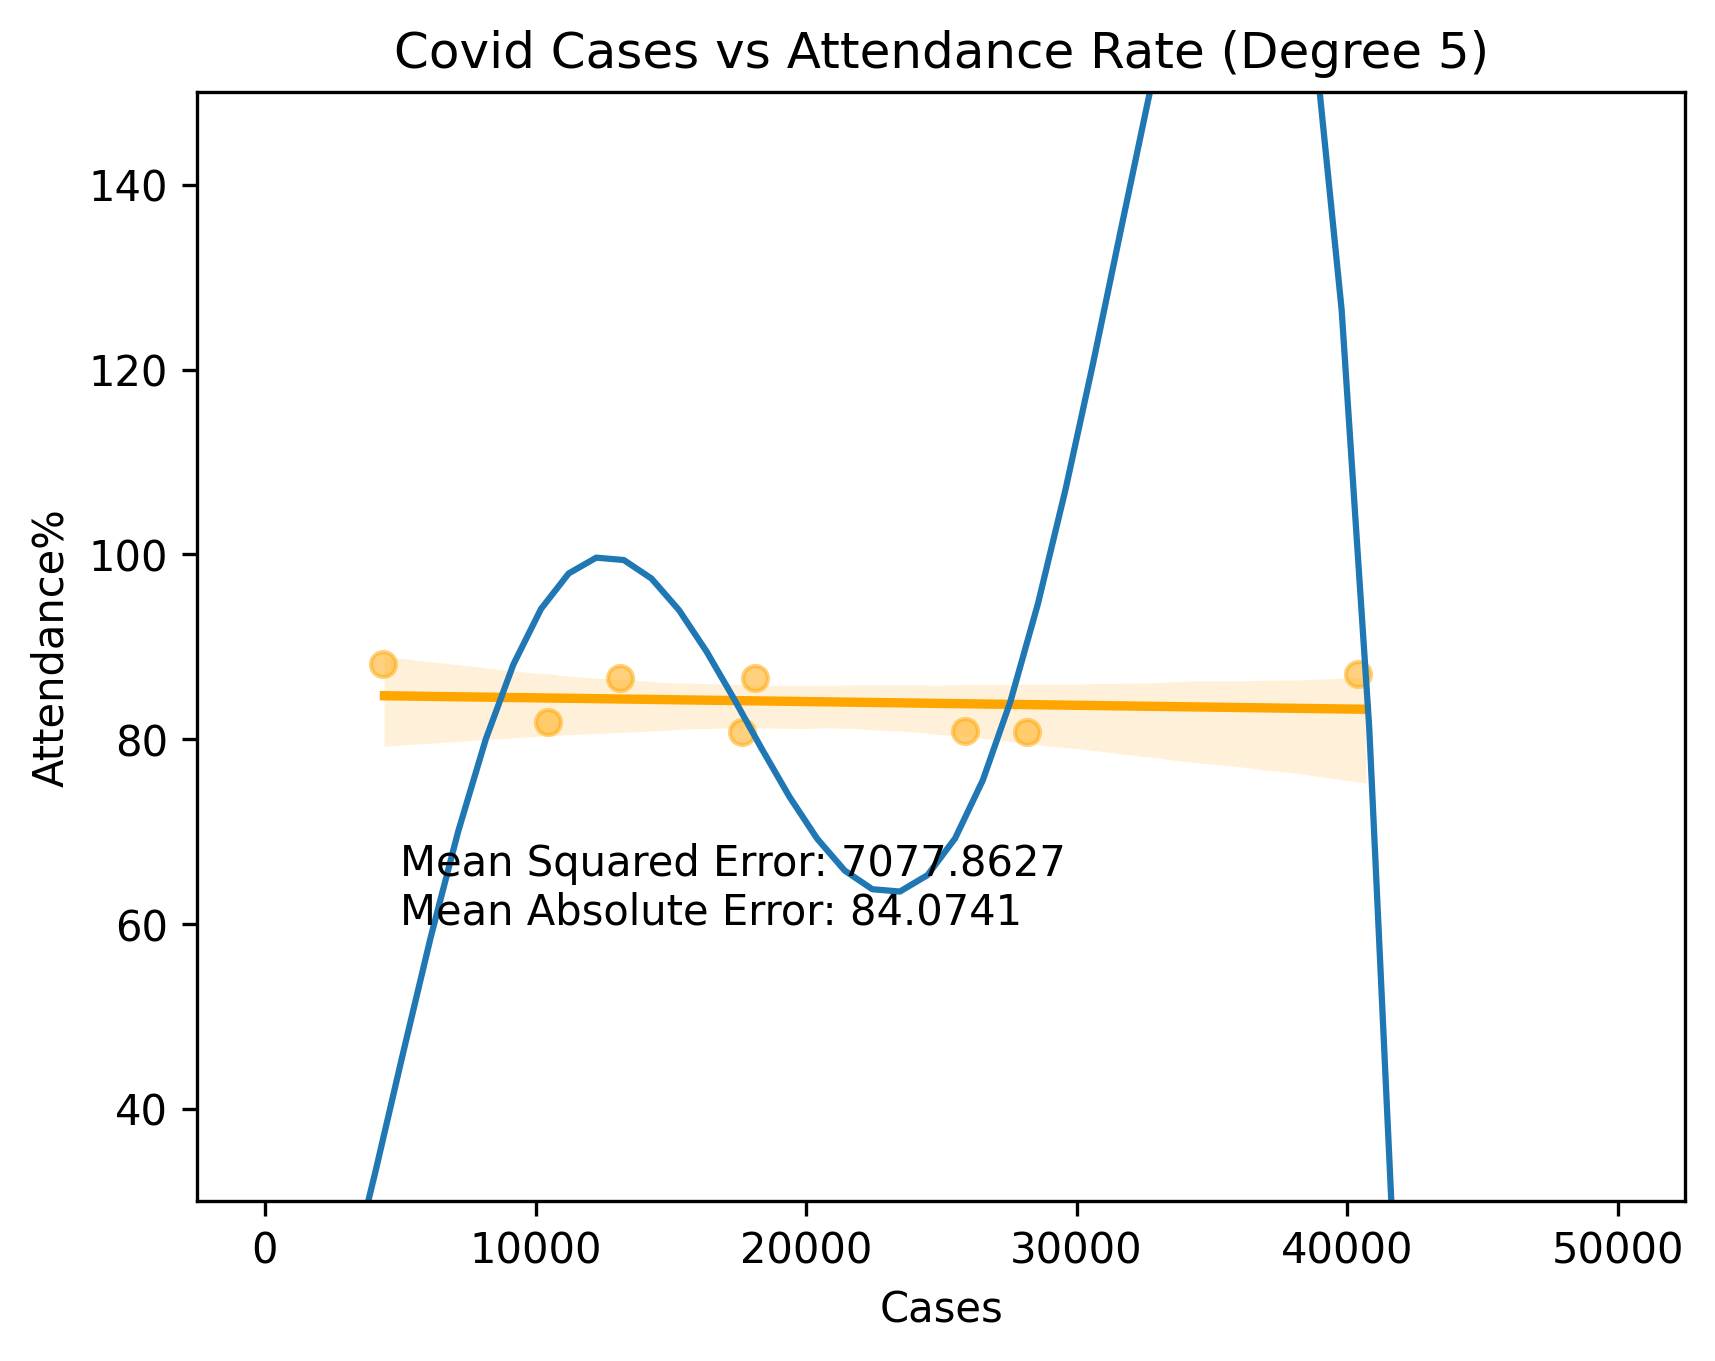 Covid Cases vs Attendance Rate (Degree 5)
Attendance%
140
120
100
80
60
40
Mean Squared Error: 7077.8627
Mean Absolute Error: 84.0741
0 10000 20000 30000 40000 50000
Cases